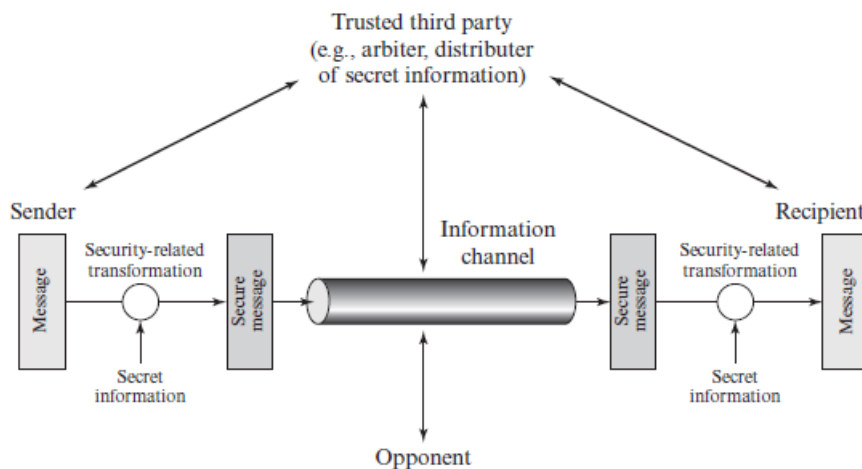 Trusted third party
(e.g., arbiter, distributer
of secret information)
Sender
Recipient
Information
channel
Security-related
transformation
Security-related
transformation
Message
Secure
message
Secure
message
Message
Secret
information
Secret
information
Opponent